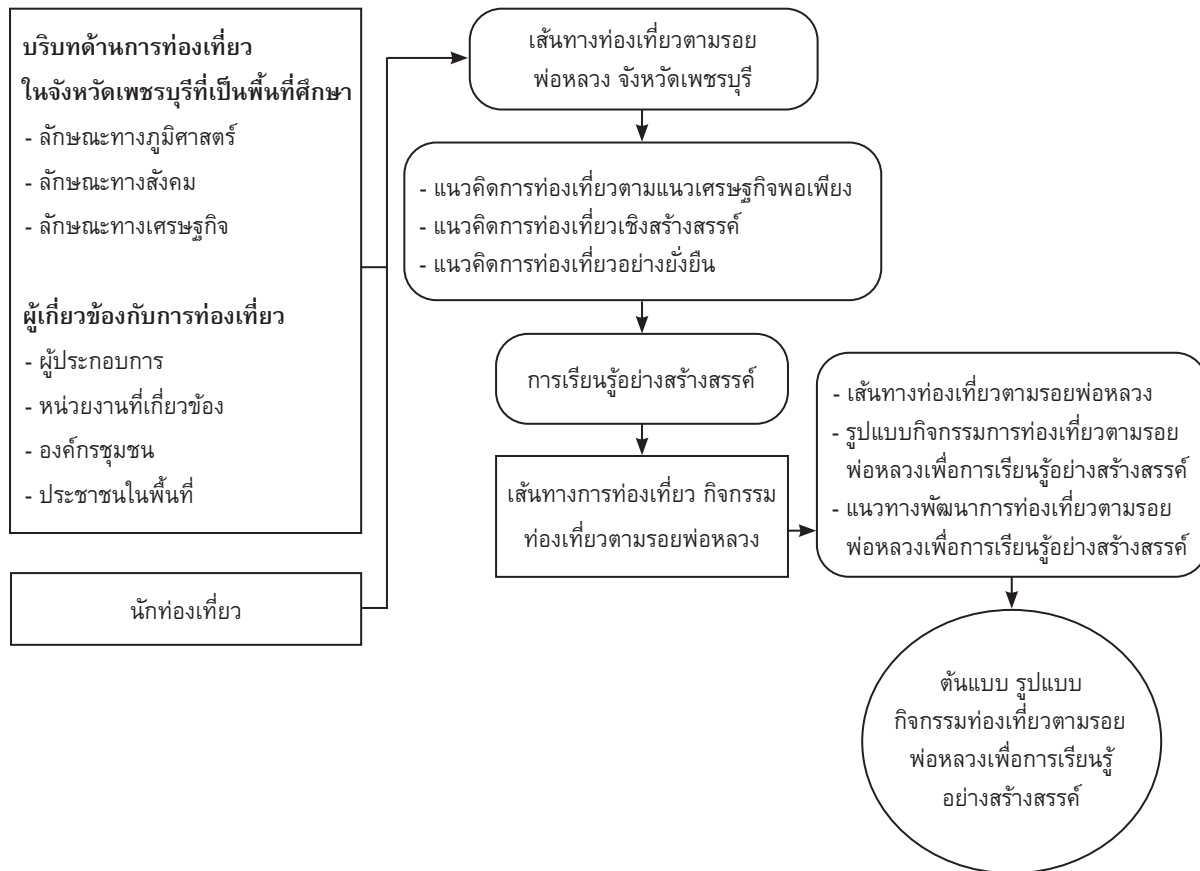 บริบทด้านการท่องเที่ยว
ในจังหวัดเพชรบุรีที่เป็นพื้นที่ศึกษา
- ลักษณะทางภูมิศาสตร์
- ลักษณะทางสังคม
- ลักษณะทางเศรษฐกิจ
ผู้เกี่ยวข้องกับการท่องเที่ยว
- ผู้ประกอบการ
- หน่วยงานที่เกี่ยวข้อง
- องค์กรชุมชน
- ประชาชนในพื้นที่
นักท่องเที่ยว
เส้นทางท่องเที่ยวตามรอย
พ่อหลวง จังหวัดเพชรบุรี
- แนวคิดการท่องเที่ยวตามแนวเศรษฐกิจพอเพียง
- แนวคิดการท่องเที่ยวเชิงสร้างสรรค์
- แนวคิดการท่องเที่ยวอย่างยั่งยืน
การเรียนรู้อย่างสร้างสรรค์
เส้นทางการท่องเที่ยว กิจกรรม
ท่องเที่ยวตามรอยพ่อหลวง
- เส้นทางท่องเที่ยวตามรอยพ่อหลวง
- รูปแบบกิจกรรมการท่องเที่ยวตามรอย
พ่อหลวงเพื่อการเรียนรู้อย่างสร้างสรรค์
- แนวทางพัฒนาการท่องเที่ยวตามรอย
พ่อหลวงเพื่อการเรียนรู้อย่างสร้างสรรค์
ต้นแบบ รูปแบบ
กิจกรรมท่องเที่ยวตามรอย
พ่อหลวงเพื่อการเรียนรู้
อย่างสร้างสรรค์